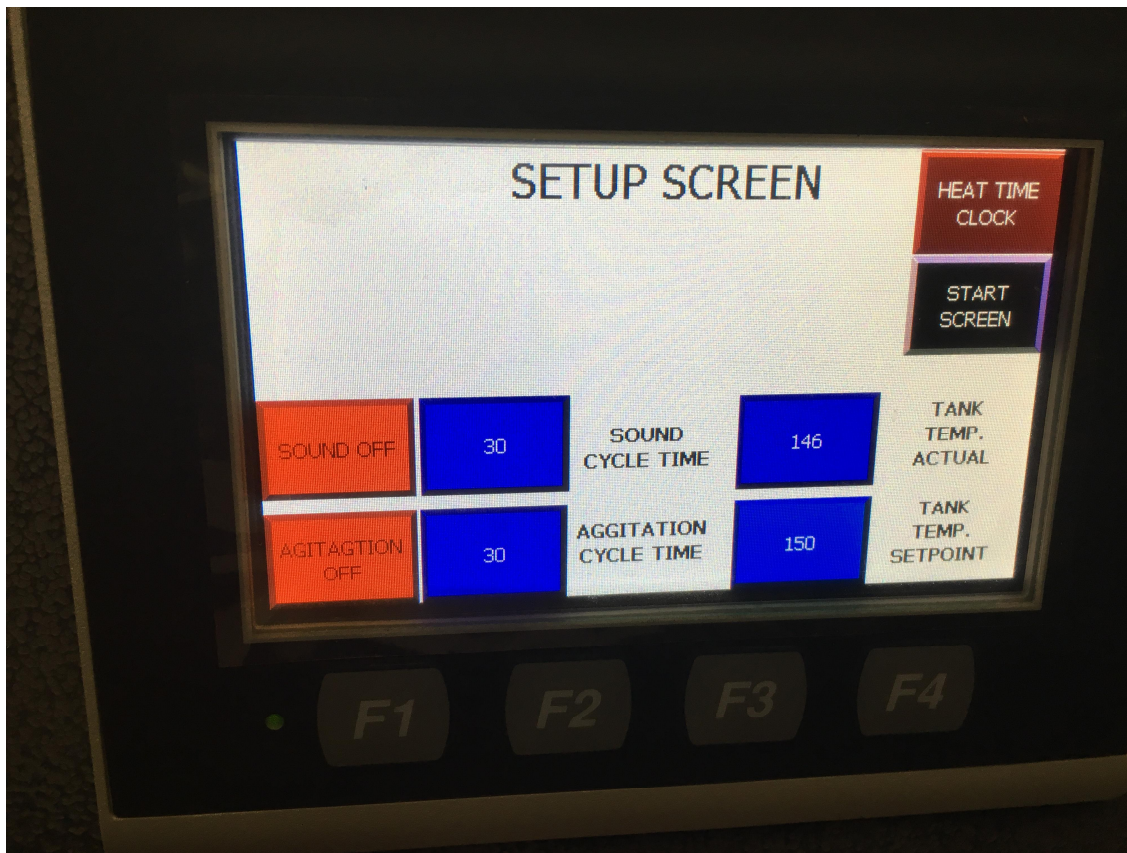 SETUP SCREEN
HEAT TIME
CLOCK
START
SCREEN
SOUND OFF
30
SOUND
CYCLE TIME
146
TANK
TEMP.
ACTUAL
AGITAGTION
OFF
30
AGGITATION
CYCLE TIME
150
TANK
TEMP.
SETPOINT
F1
F2
F3
F4